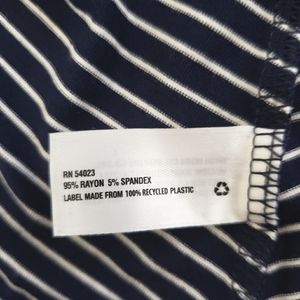 RN 54023
95% RAYON 5% SPANDEX
LABEL MADE FROM 100% RECYCLED PLASTIC